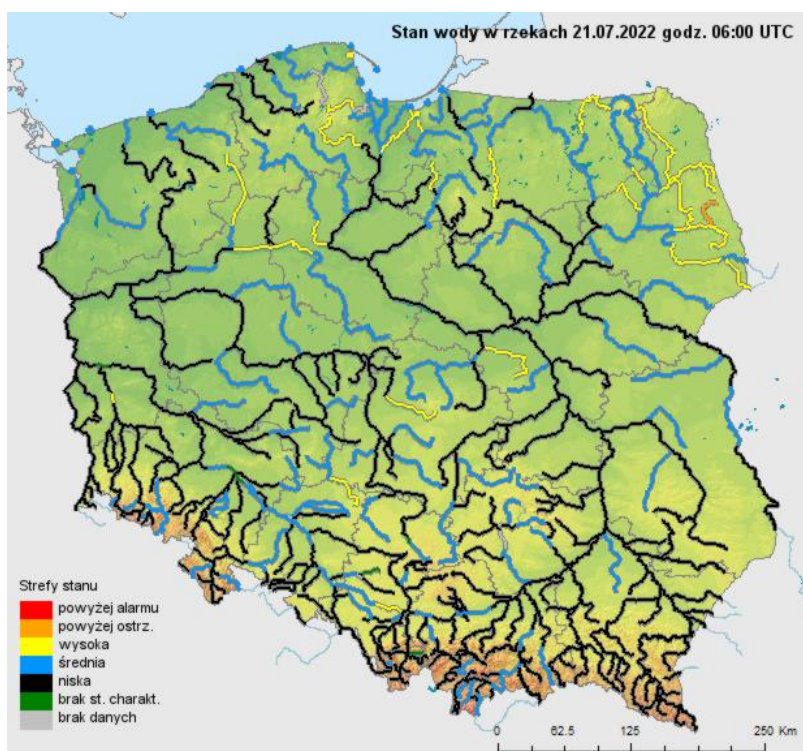 Stan wody w rzekach 21.07.2022 godz. 06:00 UTC
Strefy stanu
powyżej alarmu
powyżej ostrz.
wysoka
średnia
niska
brak st. charakt.
brak danych
0 62.5 125 250 Km